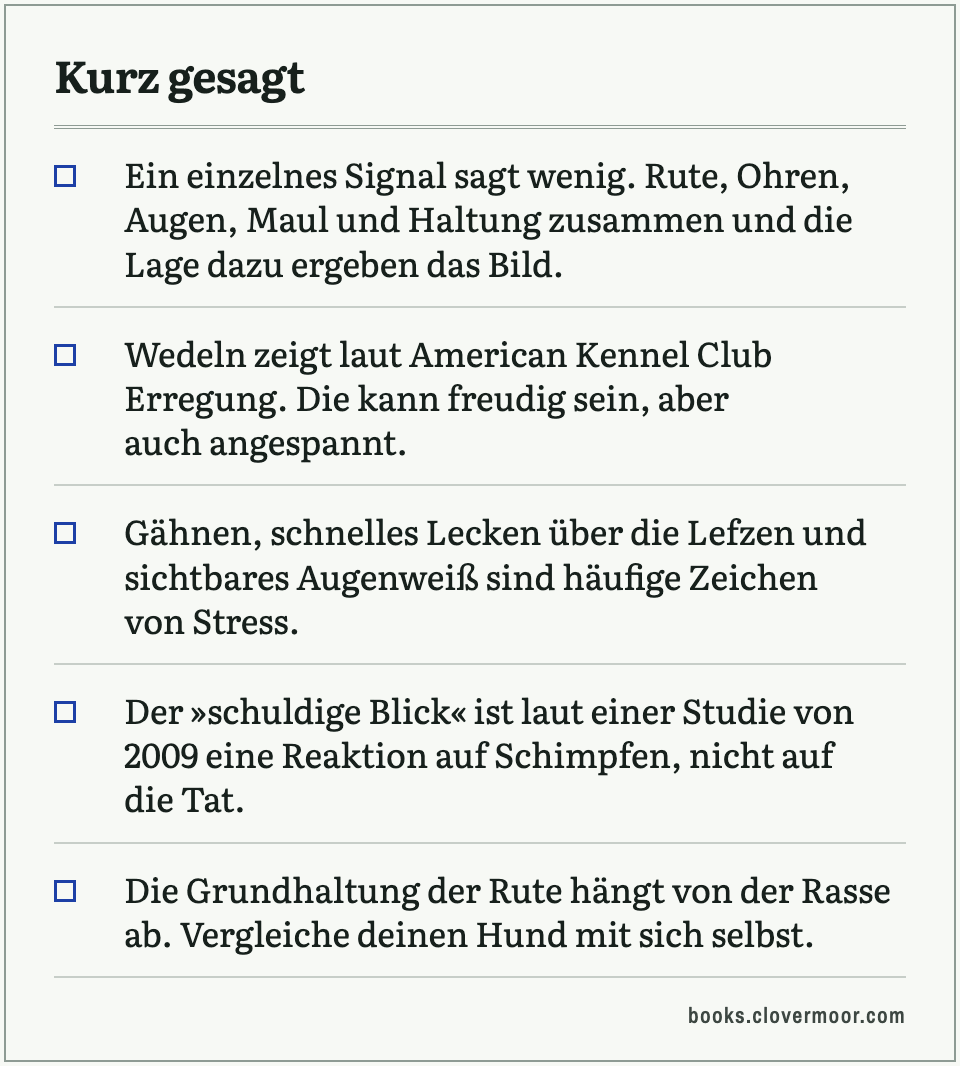 Kurz gesagt
Ein einzelnes Signal sagt wenig. Rute, Ohren,
Augen, Maul und Haltung zusammen und die
Lage dazu ergeben das Bild.
Wedeln zeigt laut American Kennel Club
Erregung. Die kann freudig sein, aber
auch angespannt.
Gähnen, schnelles Lecken über die Lefzen und
sichtbares Augenweiß sind häufige Zeichen
von Stress.
Der »schuldige Blick« ist laut einer Studie von
2009 eine Reaktion auf Schimpfen, nicht auf
die Tat.
Die Grundhaltung der Rute hängt von der Rasse
ab. Vergleiche deinen Hund mit sich selbst.
books.clovermoor.com